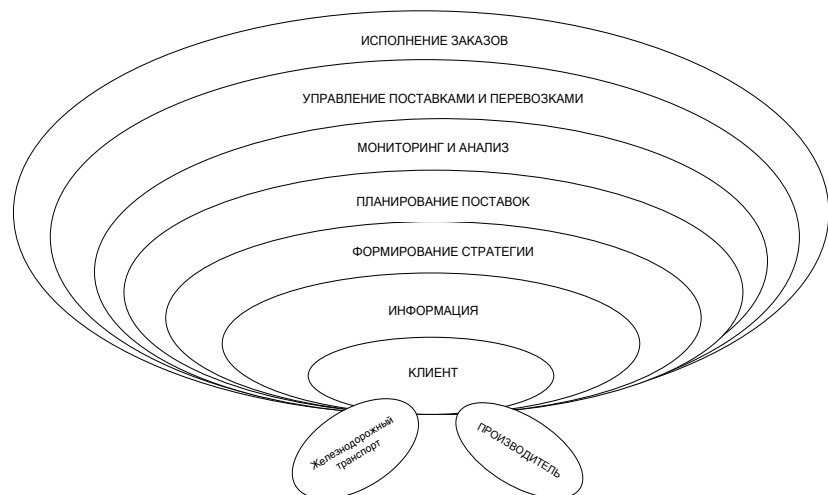 ИСПОЛНЕНИЕ ЗАКАЗОВ
УПРАВЛЕНИЕ ПОСТАВКАМИ И ПЕРЕВОЗКАМИ
МОНИТОРИНГ И АНАЛИЗ
ПЛАНИРОВАНИЕ ПОСТАВОК
ФОРМИРОВАНИЕ СТРАТЕГИИ
ИНФОРМАЦИЯ
КЛИЕНТ
Железнодорожный
транспорт
ПРОИЗВОДИТЕЛЬ